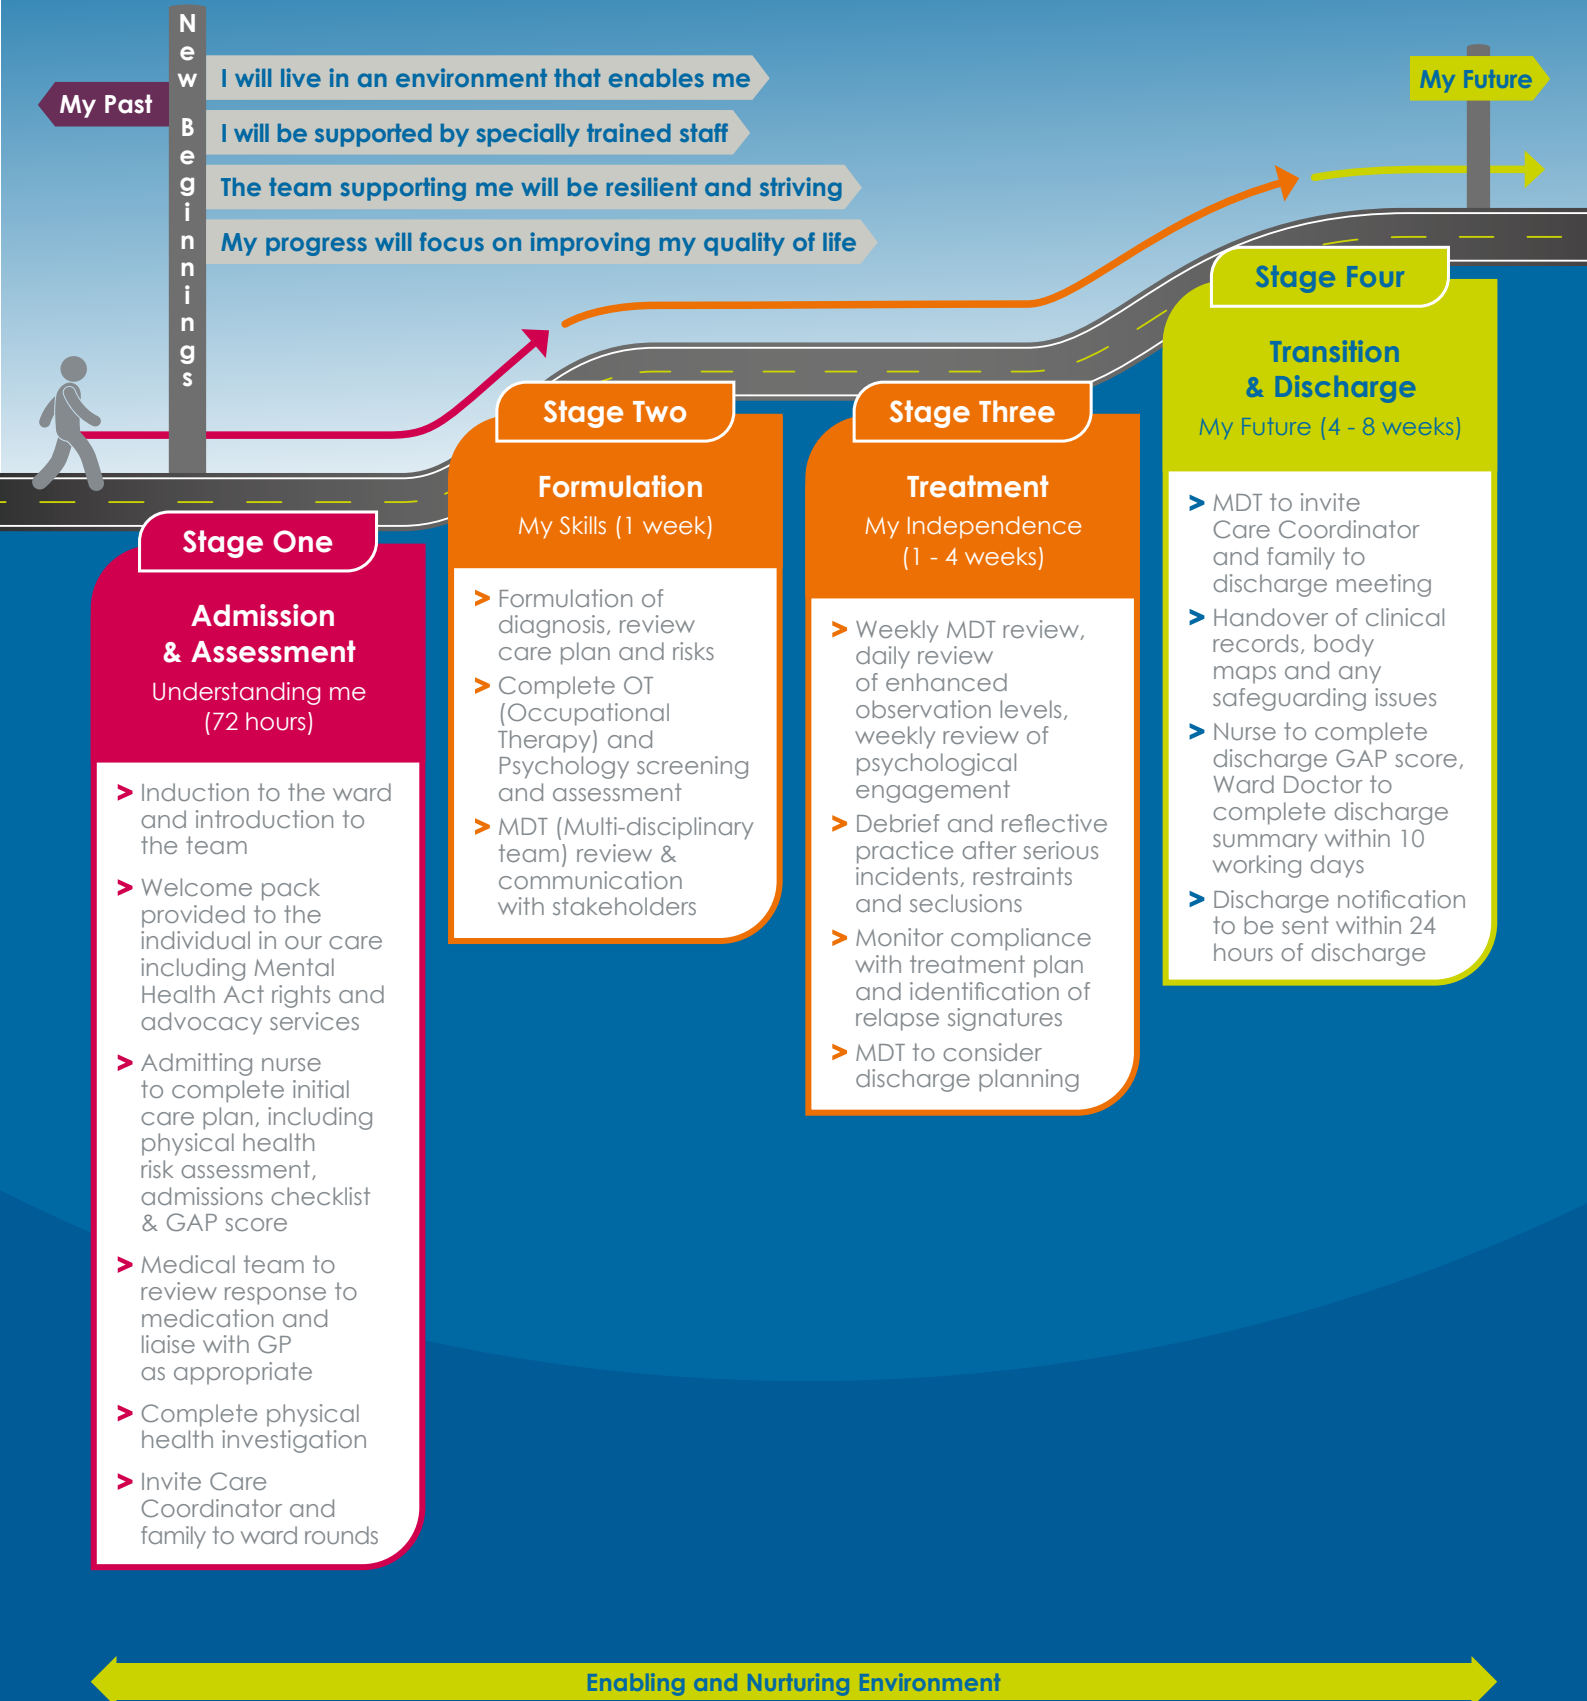 New Beginnings
My Past
I will live in an environment that enables me
I will be supported by specially trained staff
The team supporting me will be resilient and striving
My progress will focus on improving my quality of life
My Future
Stage One
Admission
& Assessment
Understanding me
(72 hours)
> Induction to the ward
and introduction to
the team
> Welcome pack
provided to the
individual in our care
including Mental
Health Act rights and
advocacy services
> Admitting nurse
to complete initial
care plan, including
physical health
risk assessment,
admissions checklist
& GAP score
> Medical team to
review response to
medication and
liaise with GP
as appropriate
> Complete physical
health investigation
> Invite Care
Coordinator and
family to ward rounds
Stage Two
Formulation
My Skills (1 week)
> Formulation of
diagnosis, review
care plan and risks
> Complete OT
(Occupational
Therapy) and
Psychology screening
and assessment
> MDT (Multi-disciplinary
team) review &
communication
with stakeholders
Stage Three
Treatment
My Independence
(1 - 4 weeks)
> Weekly MDT review,
daily review
of enhanced
observation levels,
weekly review of
psychological
engagement
> Debrief and reflective
practice after serious
incidents, restraints
and seclusions
> Monitor compliance
with treatment plan
and identification of
relapse signatures
> MDT to consider
discharge planning
Stage Four
Transition
& Discharge
My Future (4 - 8 weeks)
> MDT to invite
Care Coordinator
and family to
discharge meeting
> Handover of clinical
records, body
maps and any
safeguarding issues
> Nurse to complete
discharge GAP score,
Ward Doctor to
complete discharge
summary within 10
working days
> Discharge notification
to be sent within 24
hours of discharge
Enabling and Nurturing Environment